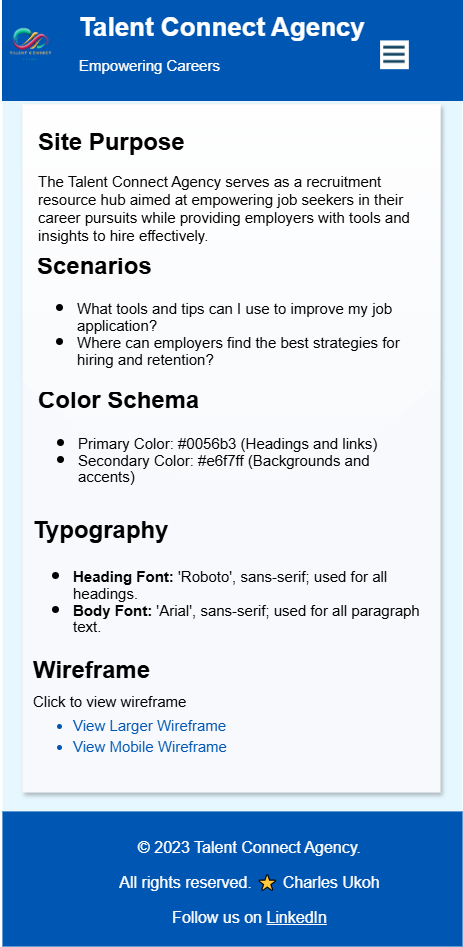 Talent Connect Agency
TALENT CONNECT
Empowering Careers
Site Purpose
The Talent Connect Agency serves as a recruitment
resource hub aimed at empowering job seekers in their
career pursuits while providing employers with tools and
insights to hire effectively.
Scenarios
What tools and tips can I use to improve my job
application?
Where can employers find the best strategies for
hiring and retention?
Color Schema
Primary Color: #0056b3 (Headings and links)
Secondary Color: #e6f7ff (Backgrounds and
accents)
Typography
Heading Font: 'Roboto', sans-serif; used for all
headings.
Body Font: 'Arial', sans-serif; used for all paragraph
text.
Wireframe
Click to view wireframe
View Larger Wireframe
View Mobile Wireframe
© 2023 Talent Connect Agency.
All rights reserved. ⭐ Charles Ukoh
Follow us on LinkedIn